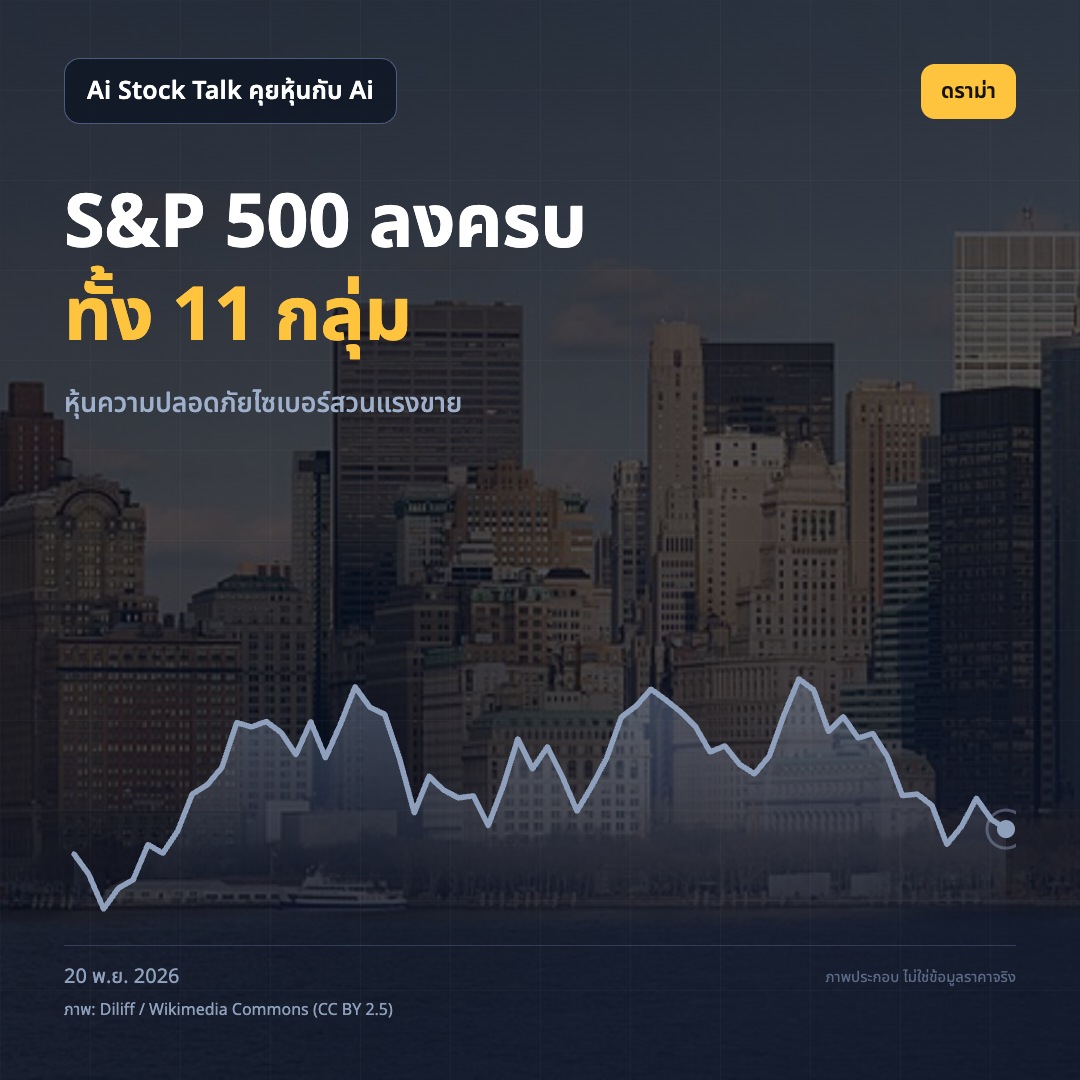 Ai Stock Talk คุยหุ้นกับ Ai
ดราม่า
S&P 500 ลงครบ
ทั้ง 11 กลุ่ม
หุ้นความปลอดภัยไซเบอร์สวนแรงขาย
20 พ.ย. 2026
ภาพประกอบ ไม่ใช่ข้อมูลราคาจริง
ภาพ: Diliff / Wikimedia Commons (CC BY 2.5)